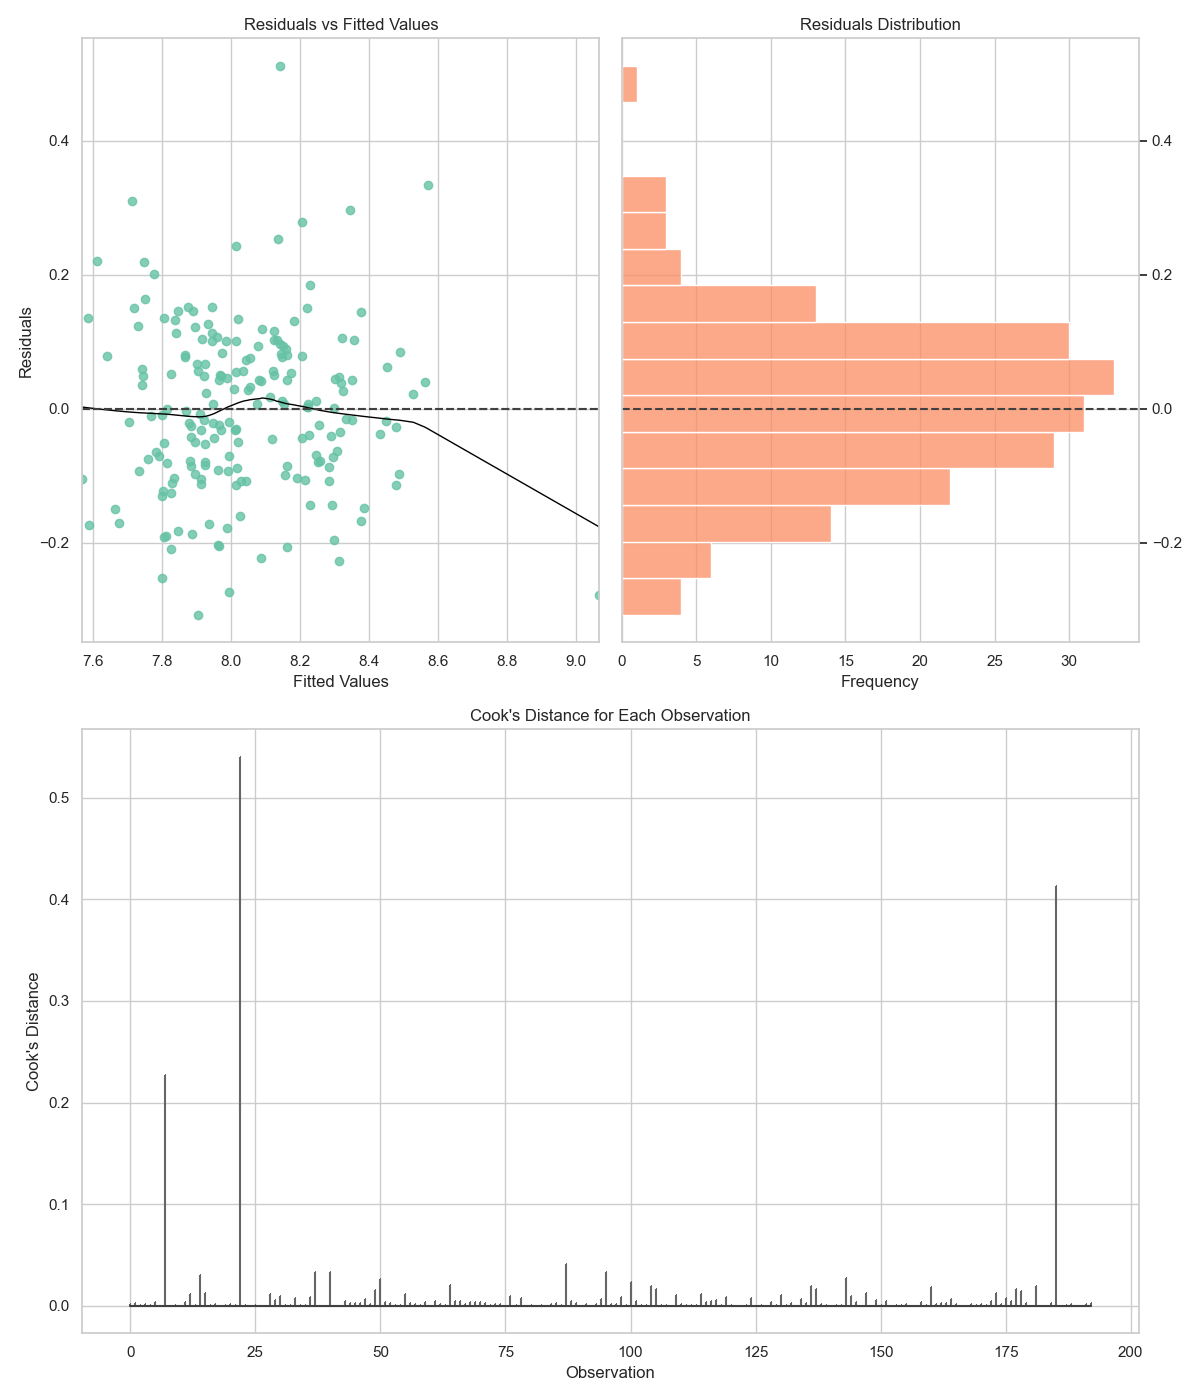 Residuals vs Fitted Values
Residuals Distribution
0.4
0.2
0.0
−0.2
Residuals
7.6 7.8 8.0 8.2 8.4 8.6 8.8 9.0
Fitted Values
0.4
0.2
0.0
−0.2
0 5 10 15 20 25 30
Frequency
Cook's Distance for Each Observation
0.5
0.4
0.3
0.2
0.1
0.0
Cook's Distance
0 25 50 75 100 125 150 175 200
Observation